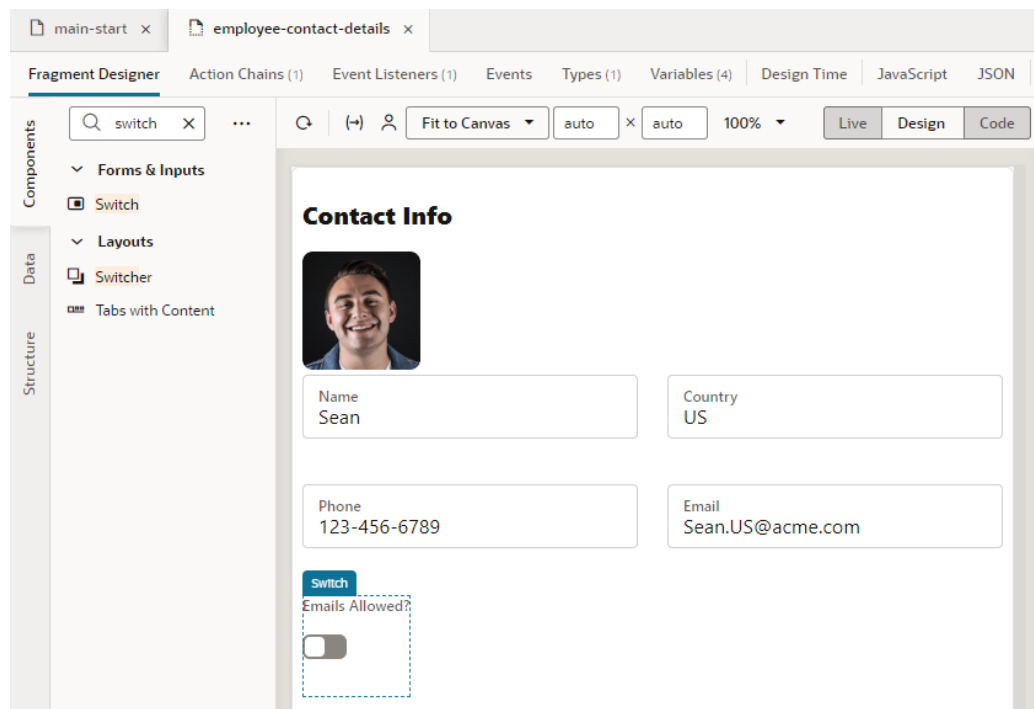 main-start ×
employee-contact-details ×
Fragment Designer
Action Chains (1)
Event Listeners (1)
Events
Types (1)
Variables (4)
Design Time
JavaScript
JSON
Components
Data
Structure
switch
Forms & Inputs
Switch
Layouts
Switcher
Tabs with Content
Fit to Canvas
auto × auto
100%
Live
Design
Code
Contact Info
Name
Sean
Country
US
Phone
123-456-6789
Email
Sean.US@acme.com
Switch
Emails Allowed?